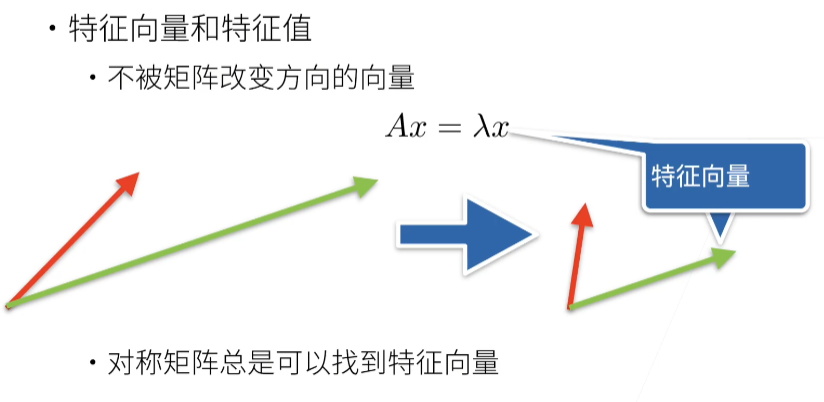 • 特征向量和特征值
• 不被矩阵改变方向的向量
Ax = λx
特征向量
• 对称矩阵总是可以找到特征向量